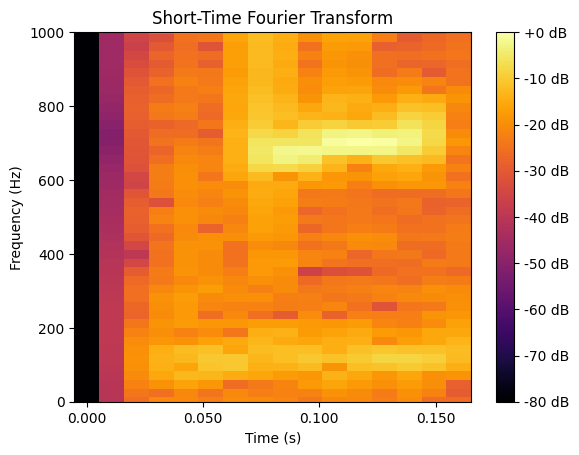 Short-Time Fourier Transform
1000
800
600
400
200
0
Frequency (Hz)
0.000
0.050
0.100
0.150
Time (s)
+0 dB
-10 dB
-20 dB
-30 dB
-40 dB
-50 dB
-60 dB
-70 dB
-80 dB